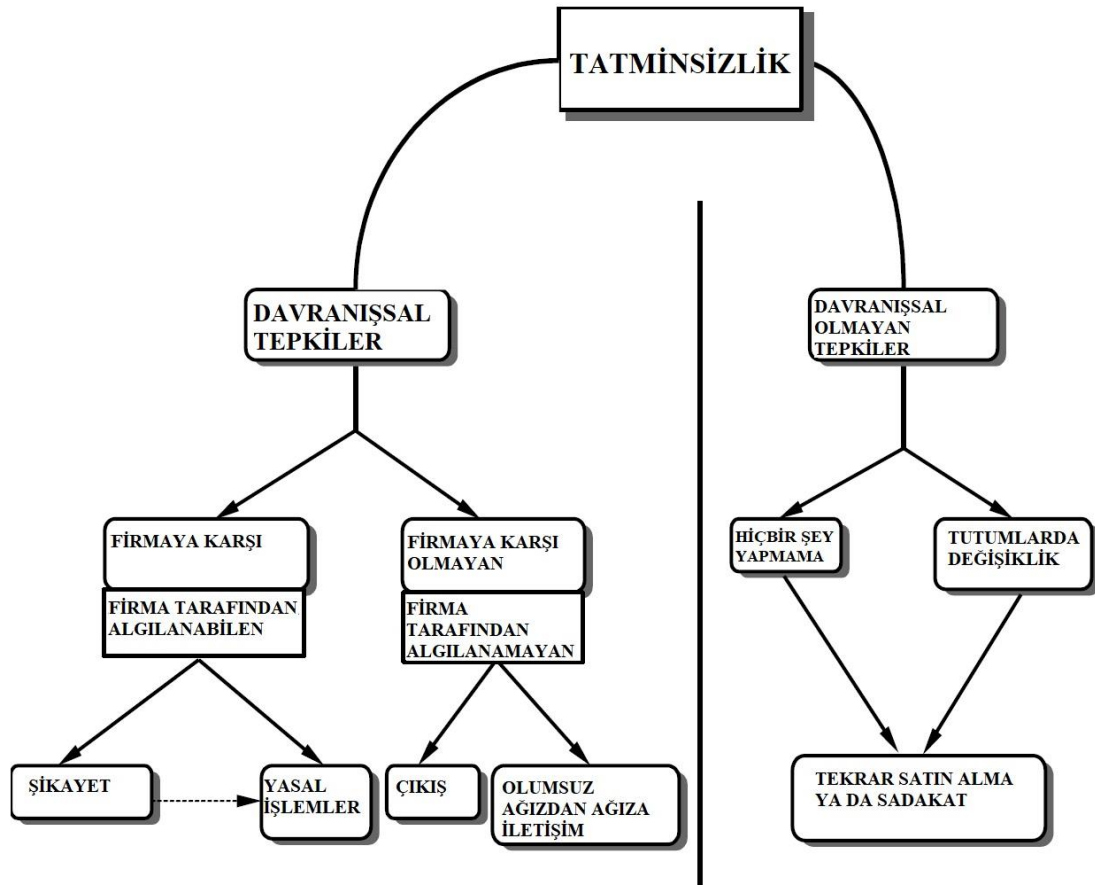 TATMİNSİZLİK
DAVRANIŞSAL
TEPKİLER
DAVRANIŞSAL
OLMAYAN
TEPKİLER
FİRMAYA KARŞI
FİRMA TARAFINDAN
ALGILANABİLEN
FİRMAYA KARŞI
OLMAYAN
FİRMA
TARAFINDAN
ALGILANAMAYAN
HİÇBİR ŞEY
YAPMAMA
TUTUMLARDA
DEĞİŞİKLİK
ŞİKAYET
YASAL
İŞLEMLER
ÇIKIŞ
OLUMSUZ
AĞIZDAN AĞIZA
İLETİŞİM
TEKRAR SATIN ALMA
YA DA SADAKAT